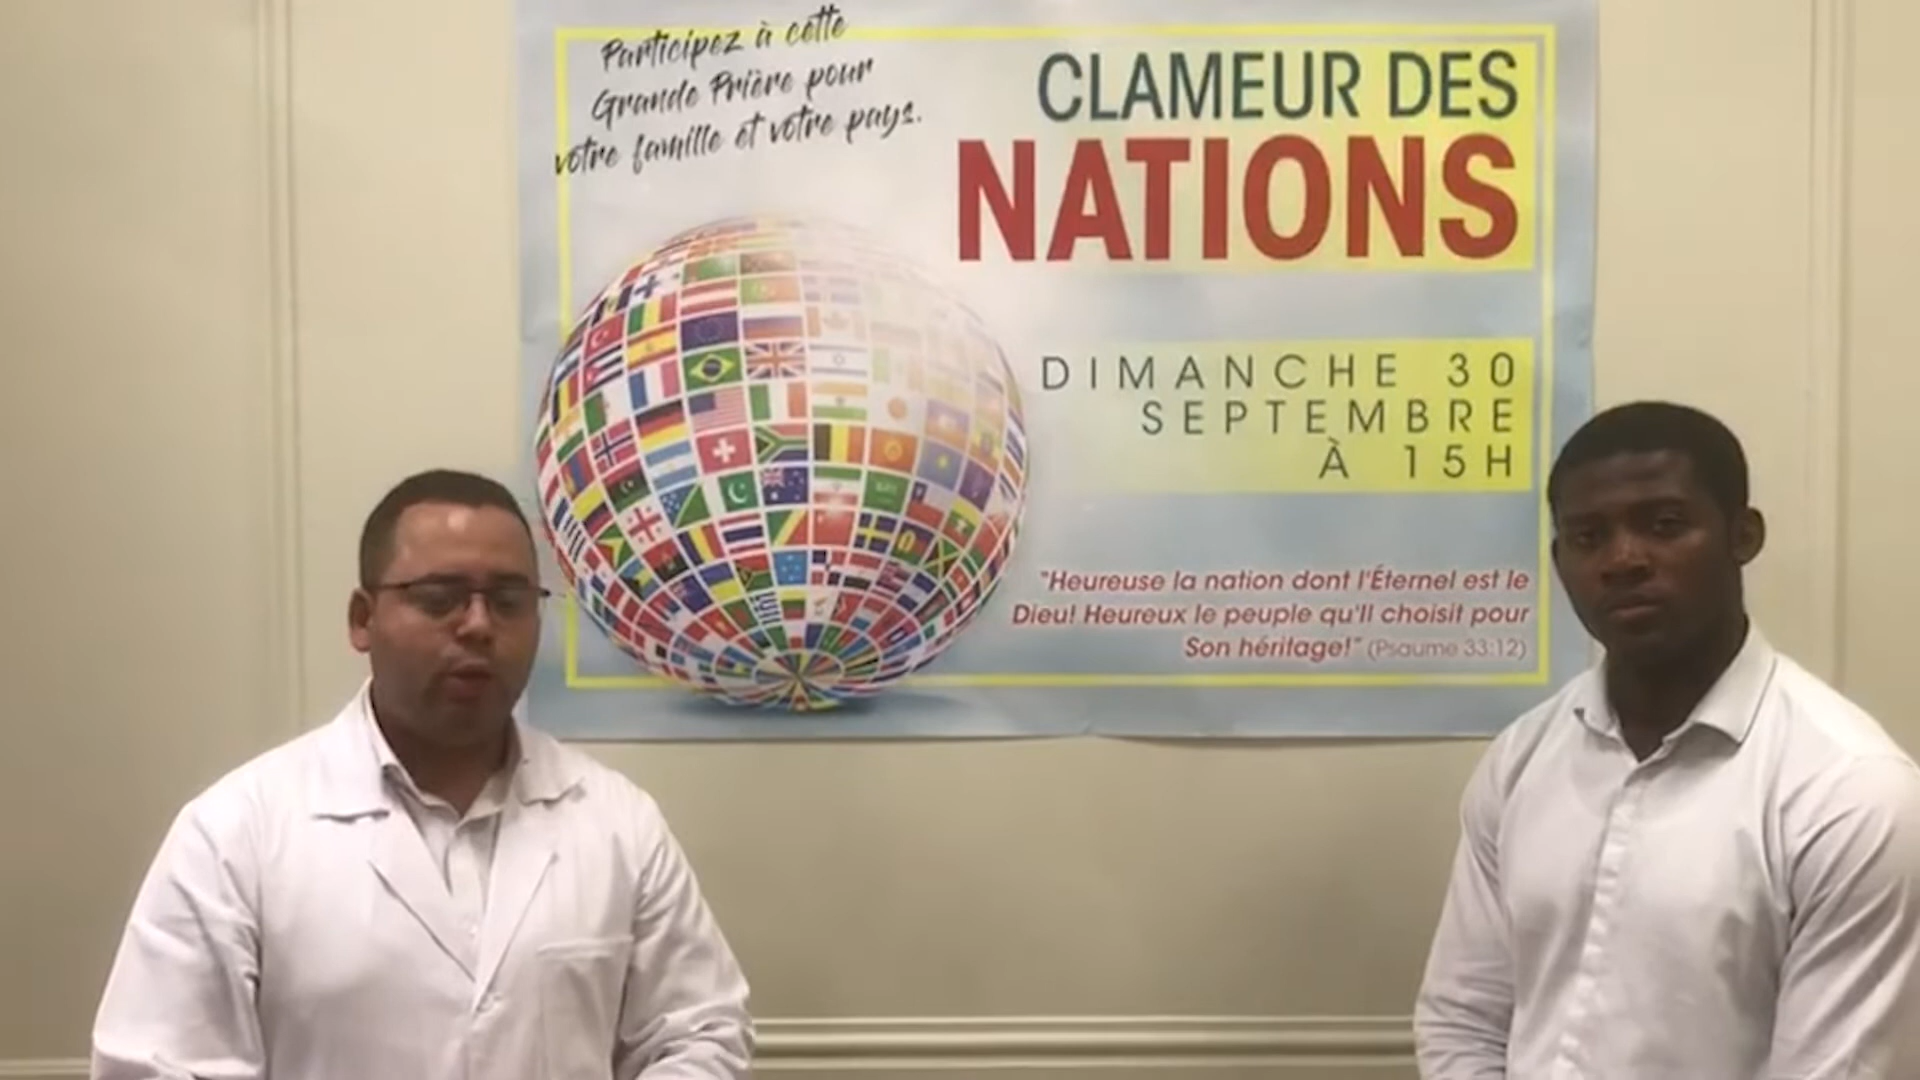 Participez à cette
Grande Prière pour
votre famille et votre pays.
CLAMEUR DES
NATIONS
DIMANCHE 30
SEPTEMBRE
À 15H
"Heureuse la nation dont l'Éternel est le
Dieu! Heureux le peuple qu'Il choisit pour
Son héritage!" (Psaume 33:12)